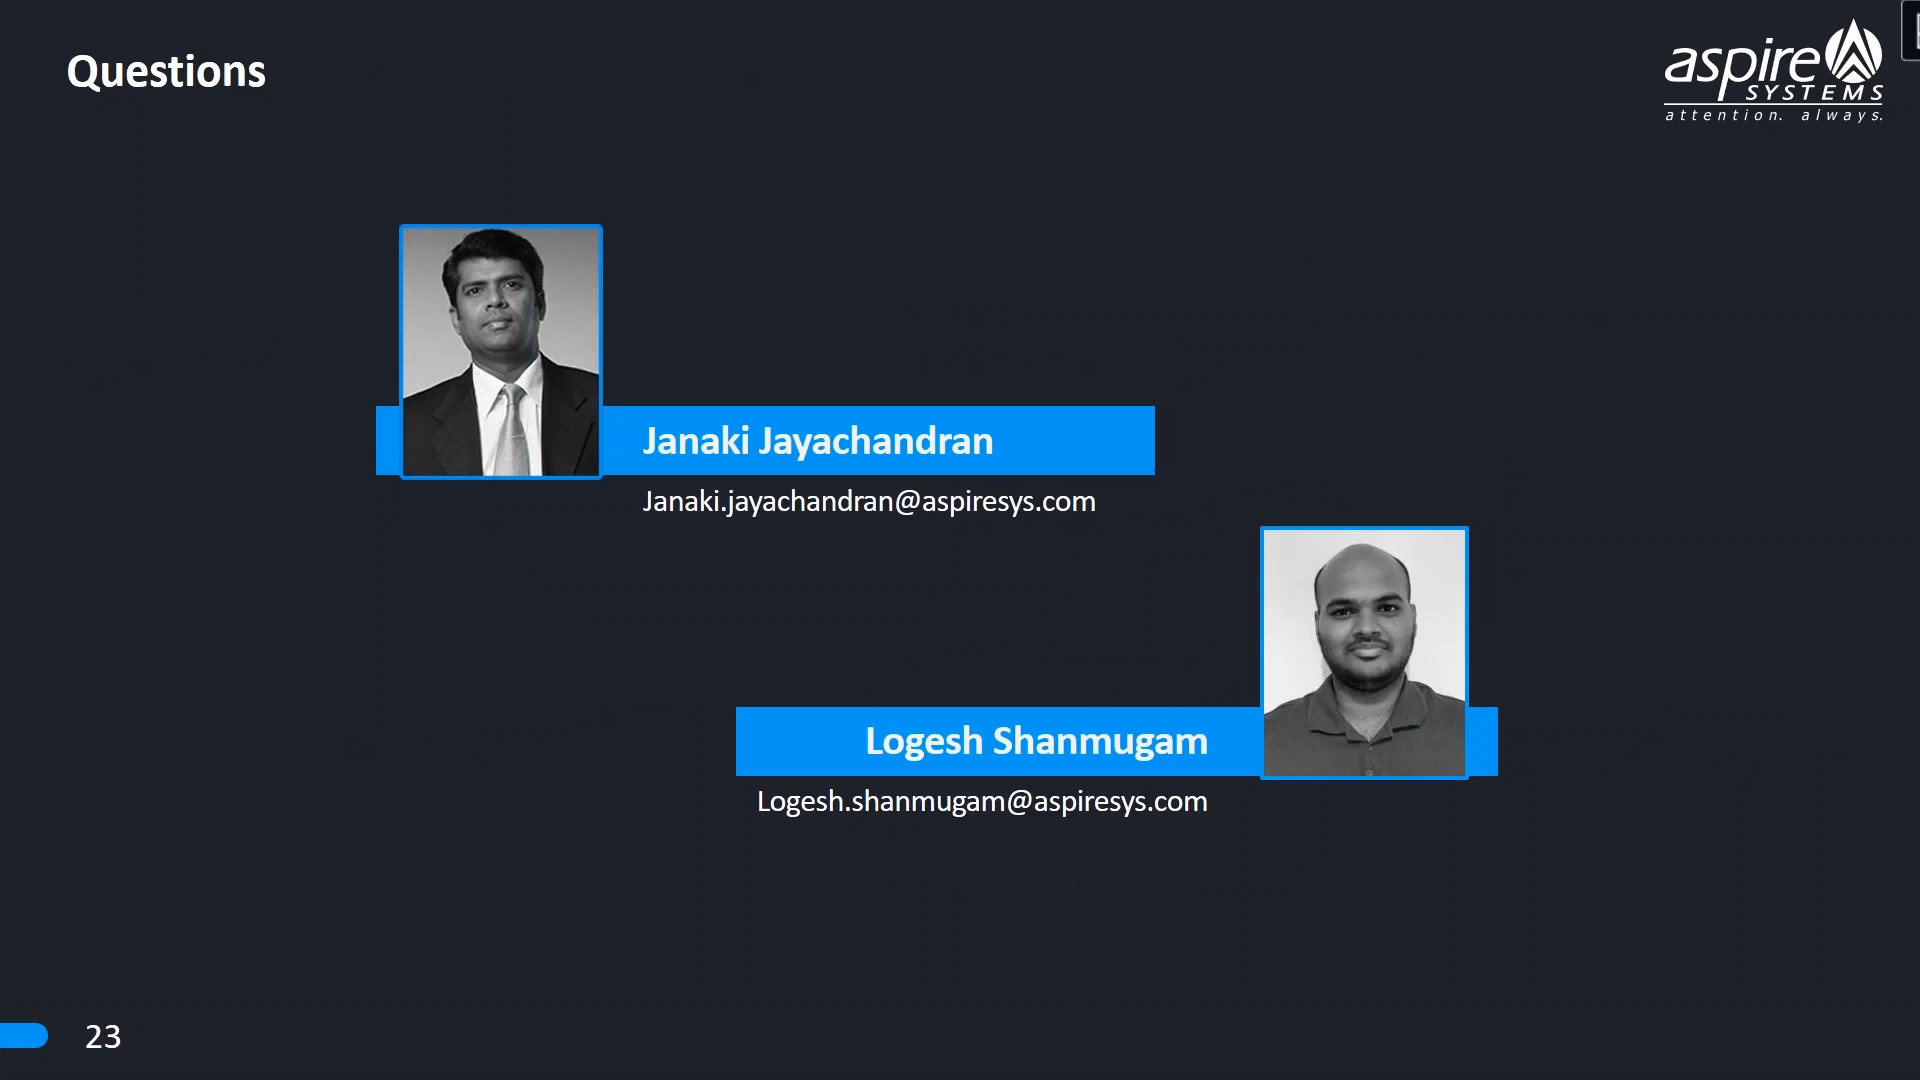 Questions
aspire
SYSTEMS
attention. always.
Janaki Jayachandran
Janaki.jayachandran@aspiresys.com
Logesh Shanmugam
Logesh.shanmugam@aspiresys.com
23